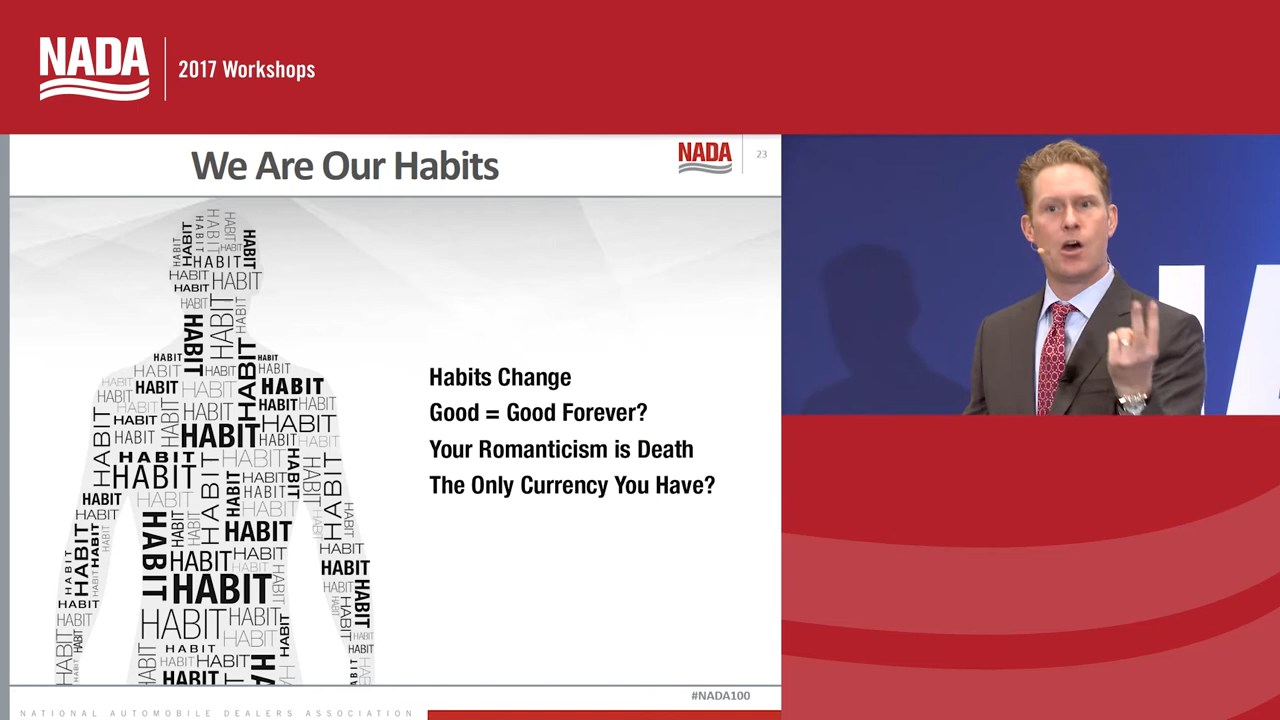 NADA
2017 Workshops
We Are Our Habits
NADA
23
HABIT
Habits Change
Good = Good Forever?
Your Romanticism is Death
The Only Currency You Have?
#NADA100
NATIONAL AUTOMOBILE DEALERS ASSOCIATION